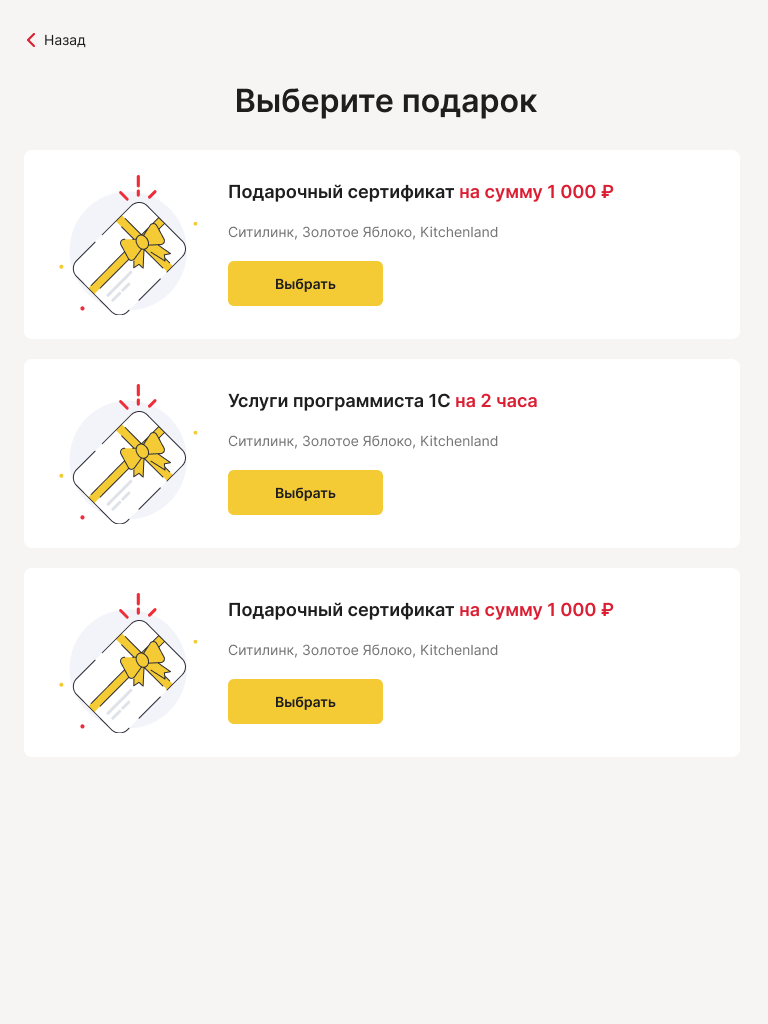 Назад
Выберите подарок
Подарочный сертификат на сумму 1 000 ₽
Ситилинк, Золотое Яблоко, Kitchenland
Выбрать
Услуги программиста 1С на 2 часа
Ситилинк, Золотое Яблоко, Kitchenland
Выбрать
Подарочный сертификат на сумму 1 000 ₽
Ситилинк, Золотое Яблоко, Kitchenland
Выбрать